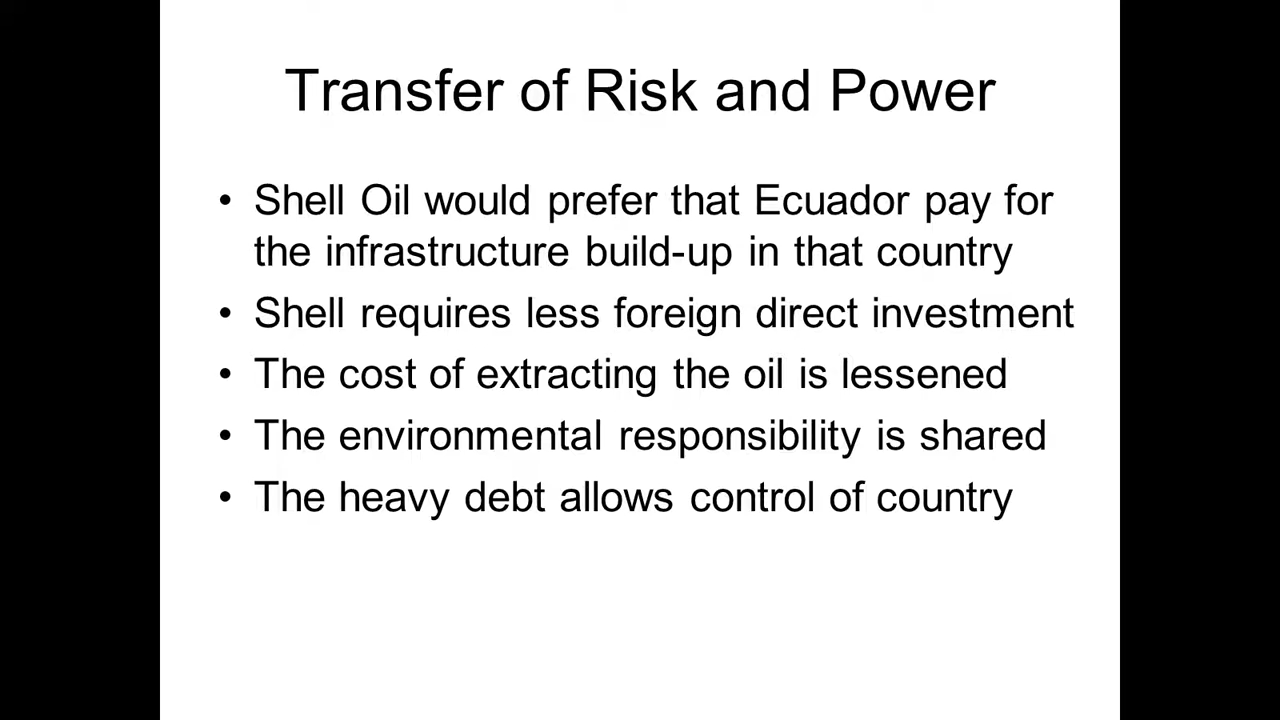 Transfer of Risk and Power
• Shell Oil would prefer that Ecuador pay for
the infrastructure build-up in that country
• Shell requires less foreign direct investment
• The cost of extracting the oil is lessened
• The environmental responsibility is shared
• The heavy debt allows control of country